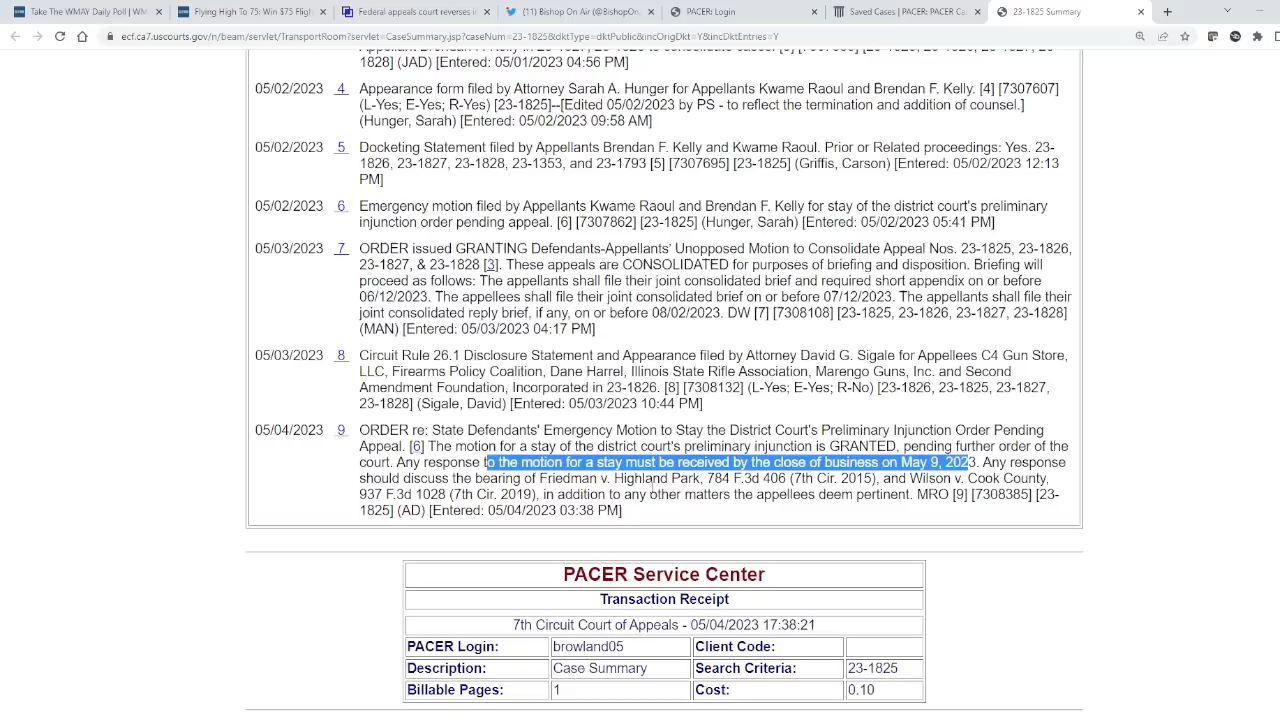 Take The WMAY Daily Poll | WM
Flying High To 75: Win $75 Fligh
Federal appeals court reverses i
(11) Bishop On Air (@BishopOn
PACER: Login
Saved Cases | PACER: PACER Ca
23-1825 Summary
ecf.ca7.uscourts.gov/n/beam/servlet/TransportRoom?servlet=CaseSummary.jsp?caseNum=23-1825&dktType=dktPublic&incOrigDkt=Y&incDktEntries=Y
1828] (JAD) [Entered: 05/01/2023 04:56 PM]
05/02/2023 4 Appearance form filed by Attorney Sarah A. Hunger for Appellants Kwame Raoul and Brendan F. Kelly. [4] [7307607]
(L-Yes; E-Yes; R-Yes) [23-1825]--[Edited 05/02/2023 by PS - to reflect the termination and addition of counsel.]
(Hunger, Sarah) [Entered: 05/02/2023 09:58 AM]
05/02/2023 5 Docketing Statement filed by Appellants Brendan F. Kelly and Kwame Raoul. Prior or Related proceedings: Yes. 23-
1826, 23-1827, 23-1828, 23-1353, and 23-1793 [5] [7307695] [23-1825] (Griffis, Carson) [Entered: 05/02/2023 12:13
PM]
05/02/2023 6 Emergency motion filed by Appellants Kwame Raoul and Brendan F. Kelly for stay of the district court's preliminary
injunction order pending appeal. [6] [7307862] [23-1825] (Hunger, Sarah) [Entered: 05/02/2023 05:41 PM]
05/03/2023 7 ORDER issued GRANTING Defendants-Appellants' Unopposed Motion to Consolidate Appeal Nos. 23-1825, 23-1826,
23-1827, & 23-1828 [3]. These appeals are CONSOLIDATED for purposes of briefing and disposition. Briefing will
proceed as follows: The appellants shall file their joint consolidated brief and required short appendix on or before
06/12/2023. The appellees shall file their joint consolidated brief on or before 07/12/2023. The appellants shall file their
joint consolidated reply brief, if any, on or before 08/02/2023. DW [7] [7308108] [23-1825, 23-1826, 23-1827, 23-1828]
(MAN) [Entered: 05/03/2023 04:17 PM]
05/03/2023 8 Circuit Rule 26.1 Disclosure Statement and Appearance filed by Attorney David G. Sigale for Appellees C4 Gun Store,
LLC, Firearms Policy Coalition, Dane Harrel, Illinois State Rifle Association, Marengo Guns, Inc. and Second
Amendment Foundation, Incorporated in 23-1826. [8] [7308132] (L-Yes; E-Yes; R-No) [23-1826, 23-1825, 23-1827,
23-1828] (Sigale, David) [Entered: 05/03/2023 10:44 PM]
05/04/2023 9 ORDER re: State Defendants' Emergency Motion to Stay the District Court's Preliminary Injunction Order Pending
Appeal. [6] The motion for a stay of the district court's preliminary injunction is GRANTED, pending further order of the
court. Any response to the motion for a stay must be received by the close of business on May 9, 2023. Any response
should discuss the bearing of Friedman v. Highland Park, 784 F.3d 406 (7th Cir. 2015), and Wilson v. Cook County,
937 F.3d 1028 (7th Cir. 2019), in addition to any other matters the appellees deem pertinent. MRO [9] [7308385] [23-
1825] (AD) [Entered: 05/04/2023 03:38 PM]
PACER Service Center
Transaction Receipt
7th Circuit Court of Appeals - 05/04/2023 17:38:21
PACER Login: browland05 Client Code:
Description: Case Summary Search Criteria: 23-1825
Billable Pages: 1 Cost: 0.10